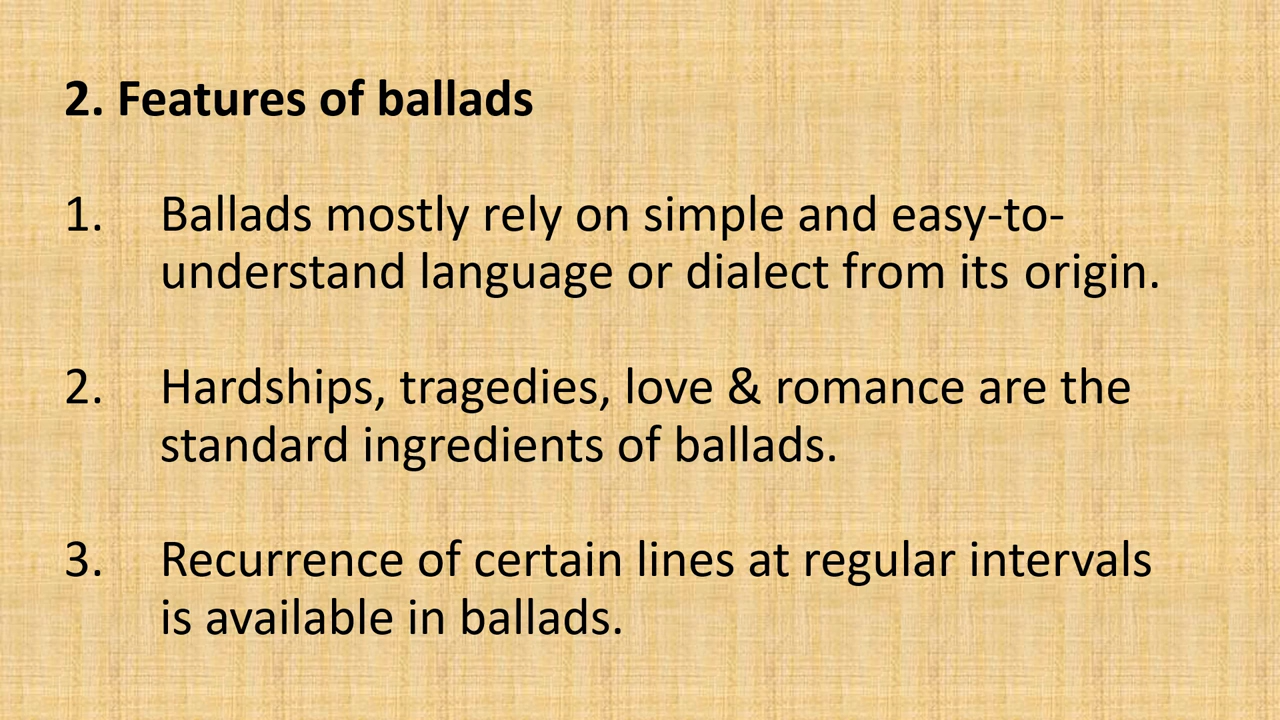 2. Features of ballads
1. Ballads mostly rely on simple and easy-to-
understand language or dialect from its origin.
2. Hardships, tragedies, love & romance are the
standard ingredients of ballads.
3. Recurrence of certain lines at regular intervals
is available in ballads.